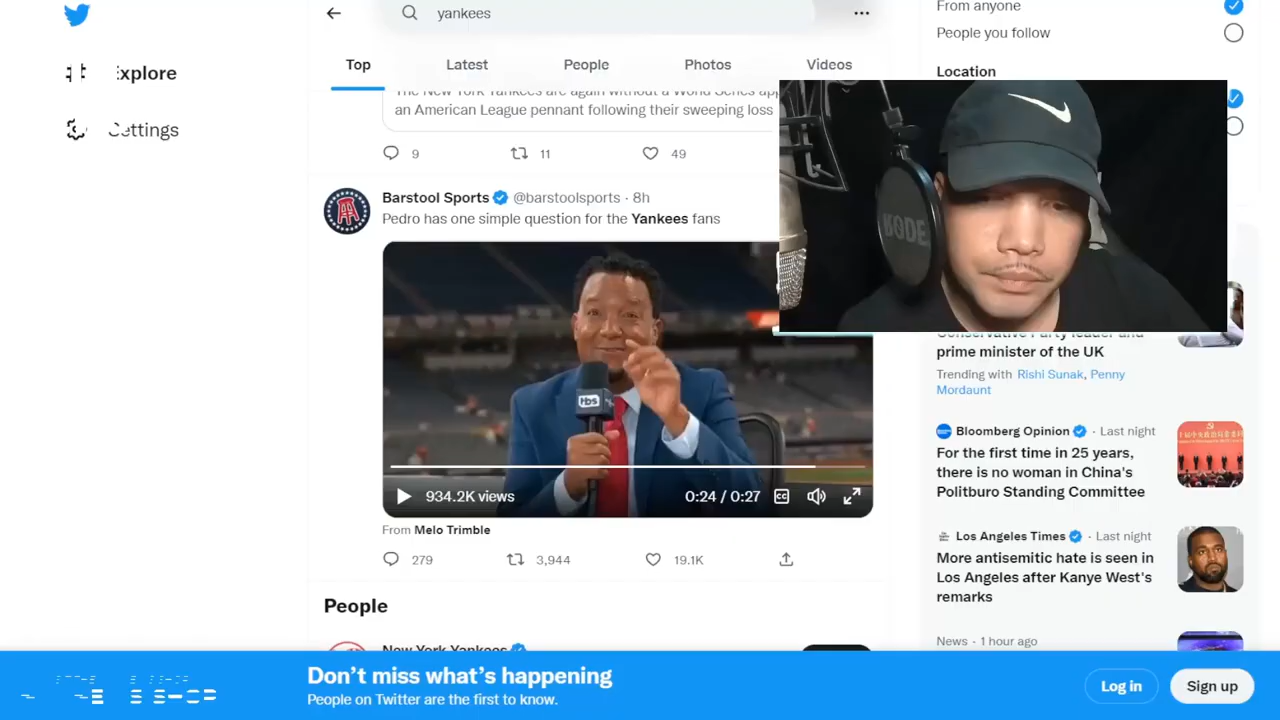 yankees
From anyone
People you follow
Explore
Settings
Top
Latest
People
Photos
Videos
Location
The New York Yankees are again without a World Series
an American League pennant following their sweeping loss
9
11
49
Barstool Sports @barstoolsports · 8h
Pedro has one simple question for the Yankees fans
tbs
934.2K views
0:24 / 0:27
CC
From Melo Trimble
279
3,944
19.1K
People
New York Yankees
RODE
Conservative Party leader and
prime minister of the UK
Trending with Rishi Sunak, Penny
Mordaunt
Bloomberg Opinion · Last night
For the first time in 25 years,
there is no woman in China's
Politburo Standing Committee
Los Angeles Times · Last night
More antisemitic hate is seen in
Los Angeles after Kanye West's
remarks
News · 1 hour ago
Don't miss what's happening
People on Twitter are the first to know.
Log in
Sign up